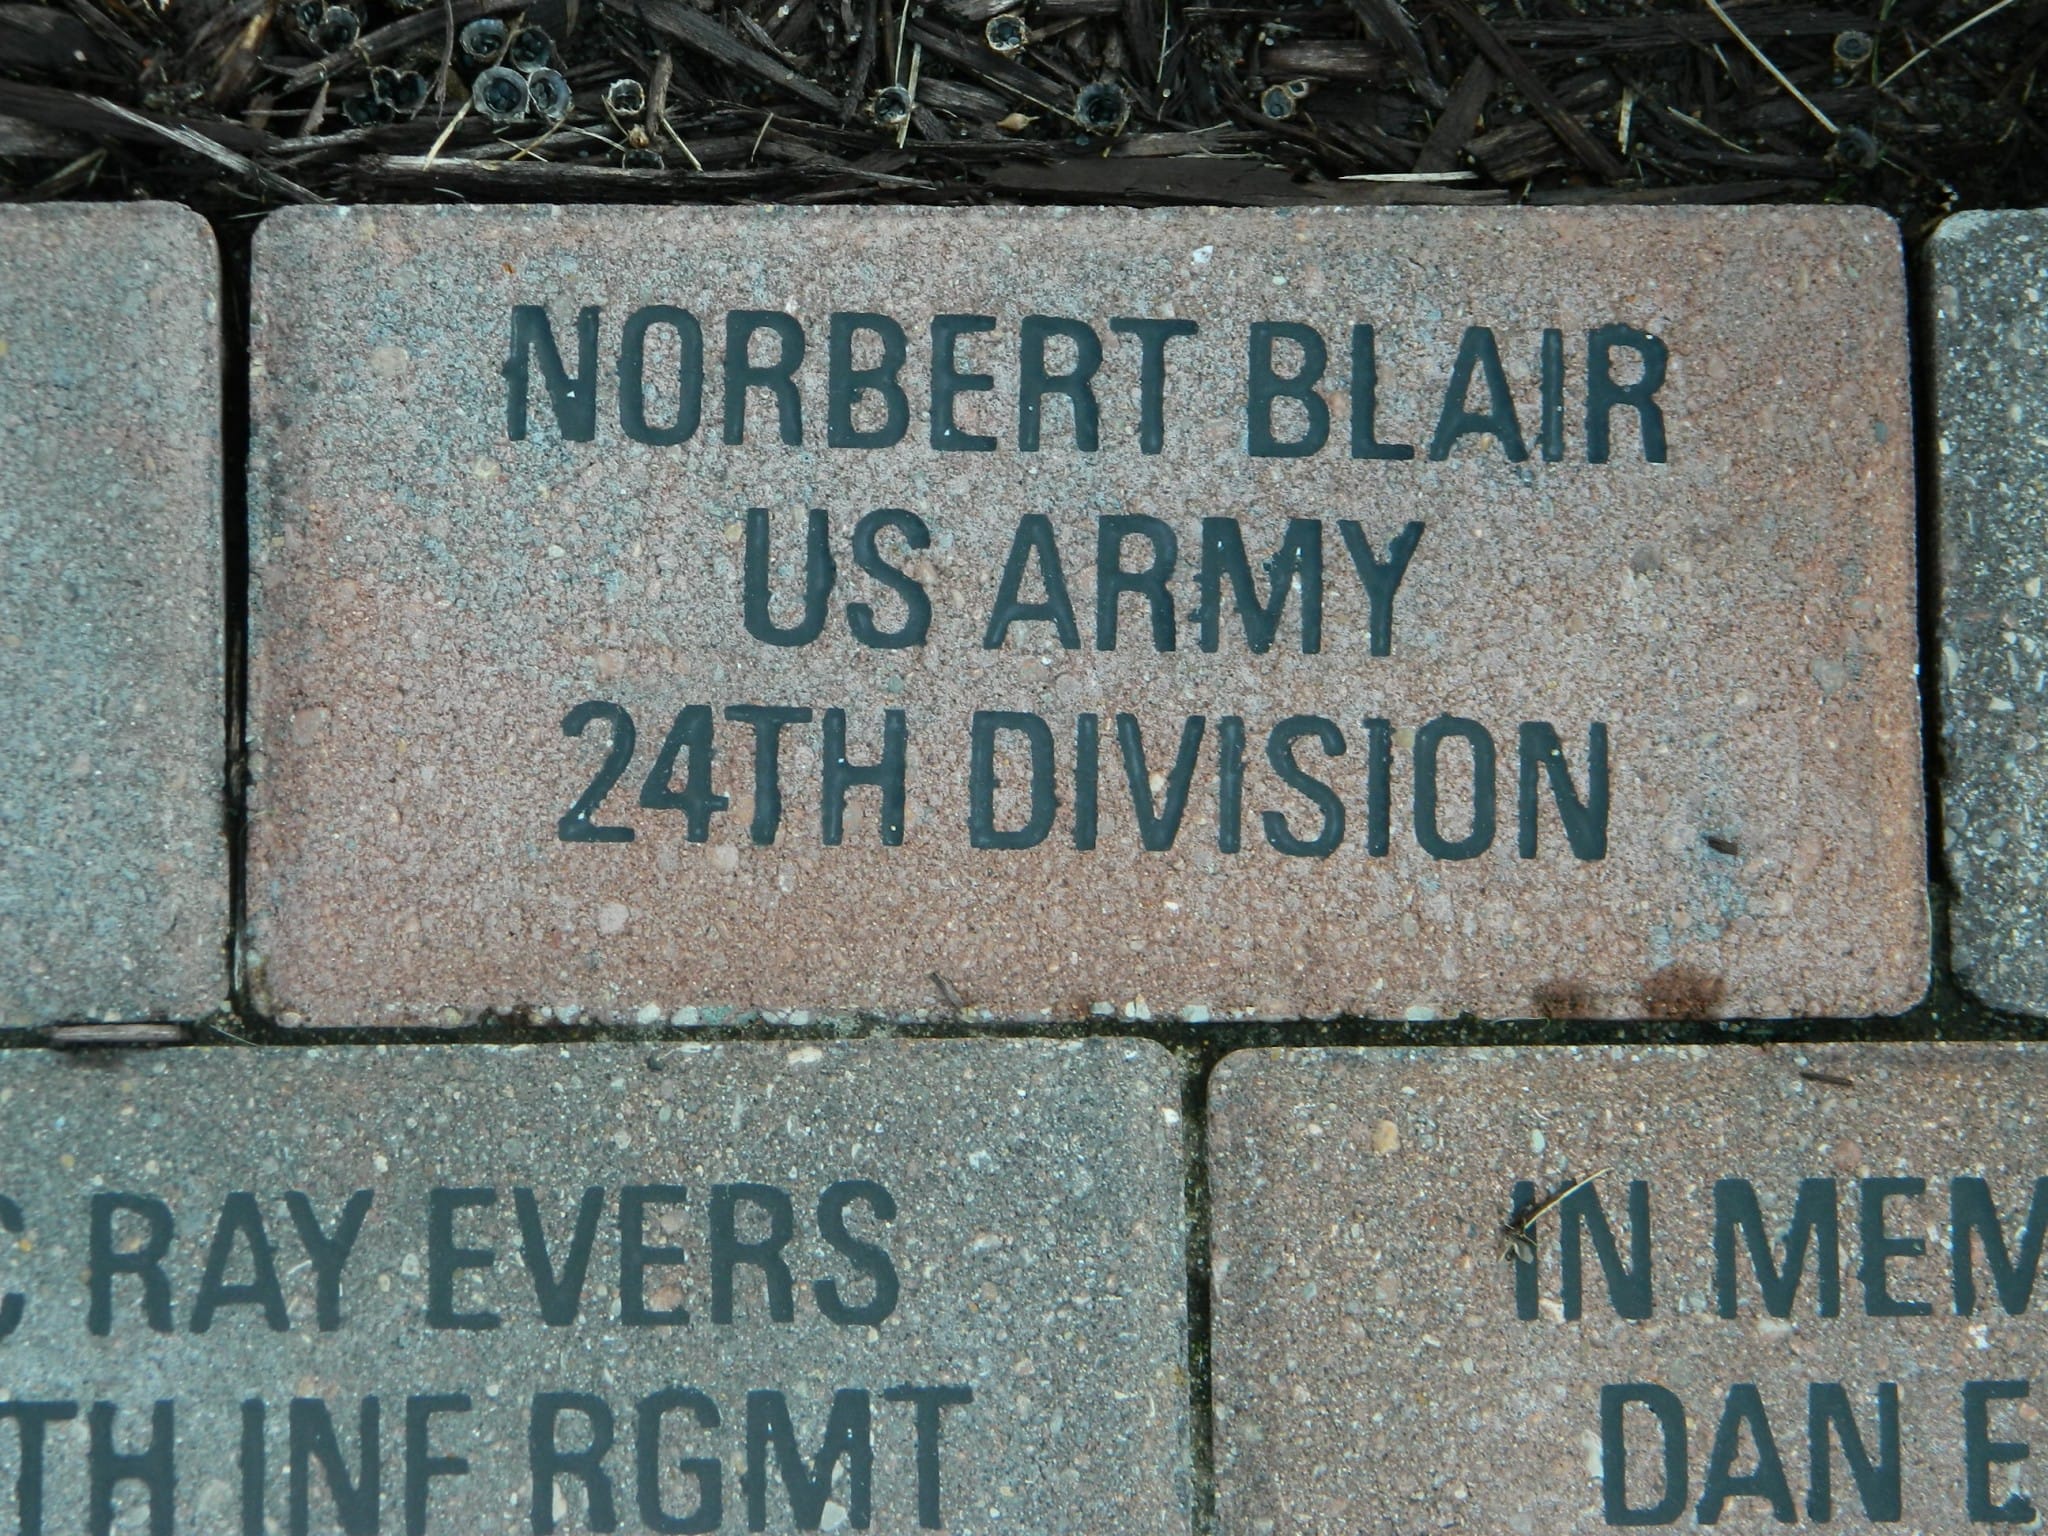 NORBERT BLAIR
US ARMY
24TH DIVISION
RAY EVERS
TH INF RGMT
IN MEM
DAN E